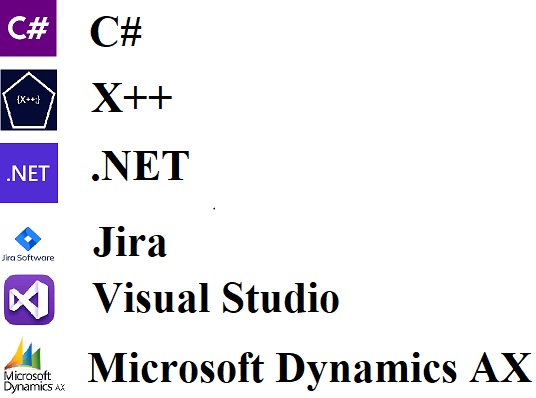 C# C#
{X++;} X++
.NET .NET
Jira Software Jira
Visual Studio
Microsoft Dynamics AX Microsoft Dynamics AX